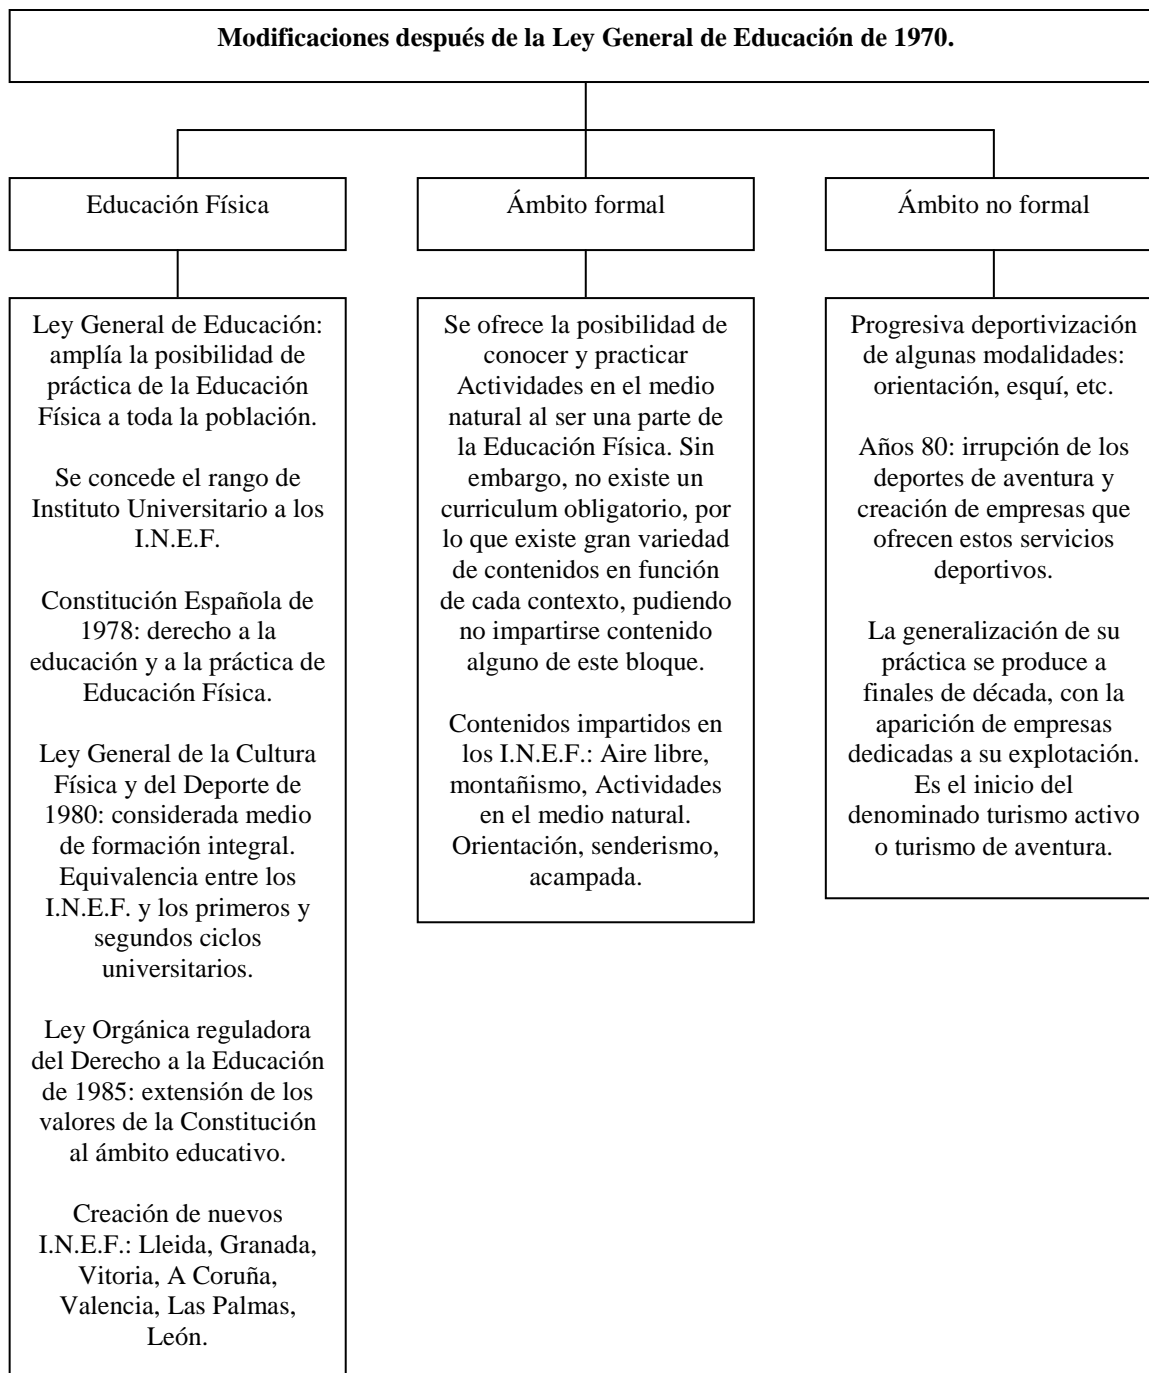 Modificaciones después de la Ley General de Educación de 1970.
Educación Física
Ley General de Educación:
amplía la posibilidad de
práctica de la Educación
Física a toda la población.
Se concede el rango de
Instituto Universitario a los
I.N.E.F.
Constitución Española de
1978: derecho a la
educación y a la práctica de
Educación Física.
Ley General de la Cultura
Física y del Deporte de
1980: considerada medio
de formación integral.
Equivalencia entre los
I.N.E.F. y los primeros y
segundos ciclos
universitarios.
Ley Orgánica reguladora
del Derecho a la Educación
de 1985: extensión de los
valores de la Constitución
al ámbito educativo.
Creación de nuevos
I.N.E.F.: Lleida, Granada,
Vitoria, A Coruña,
Valencia, Las Palmas,
León.
Ámbito formal
Se ofrece la posibilidad de
conocer y practicar
Actividades en el medio
natural al ser una parte de
la Educación Física. Sin
embargo, no existe un
curriculum obligatorio, por
lo que existe gran variedad
de contenidos en función
de cada contexto, pudiendo
no impartirse contenido
alguno de este bloque.
Contenidos impartidos en
los I.N.E.F.: Aire libre,
montañismo, Actividades
en el medio natural.
Orientación, senderismo,
acampada.
Ámbito no formal
Progresiva deportivización
de algunas modalidades:
orientación, esquí, etc.
Años 80: irrupción de los
deportes de aventura y
creación de empresas que
ofrecen estos servicios
deportivos.
La generalización de su
práctica se produce a
finales de década, con la
aparición de empresas
dedicadas a su explotación.
Es el inicio del
denominado turismo activo
o turismo de aventura.